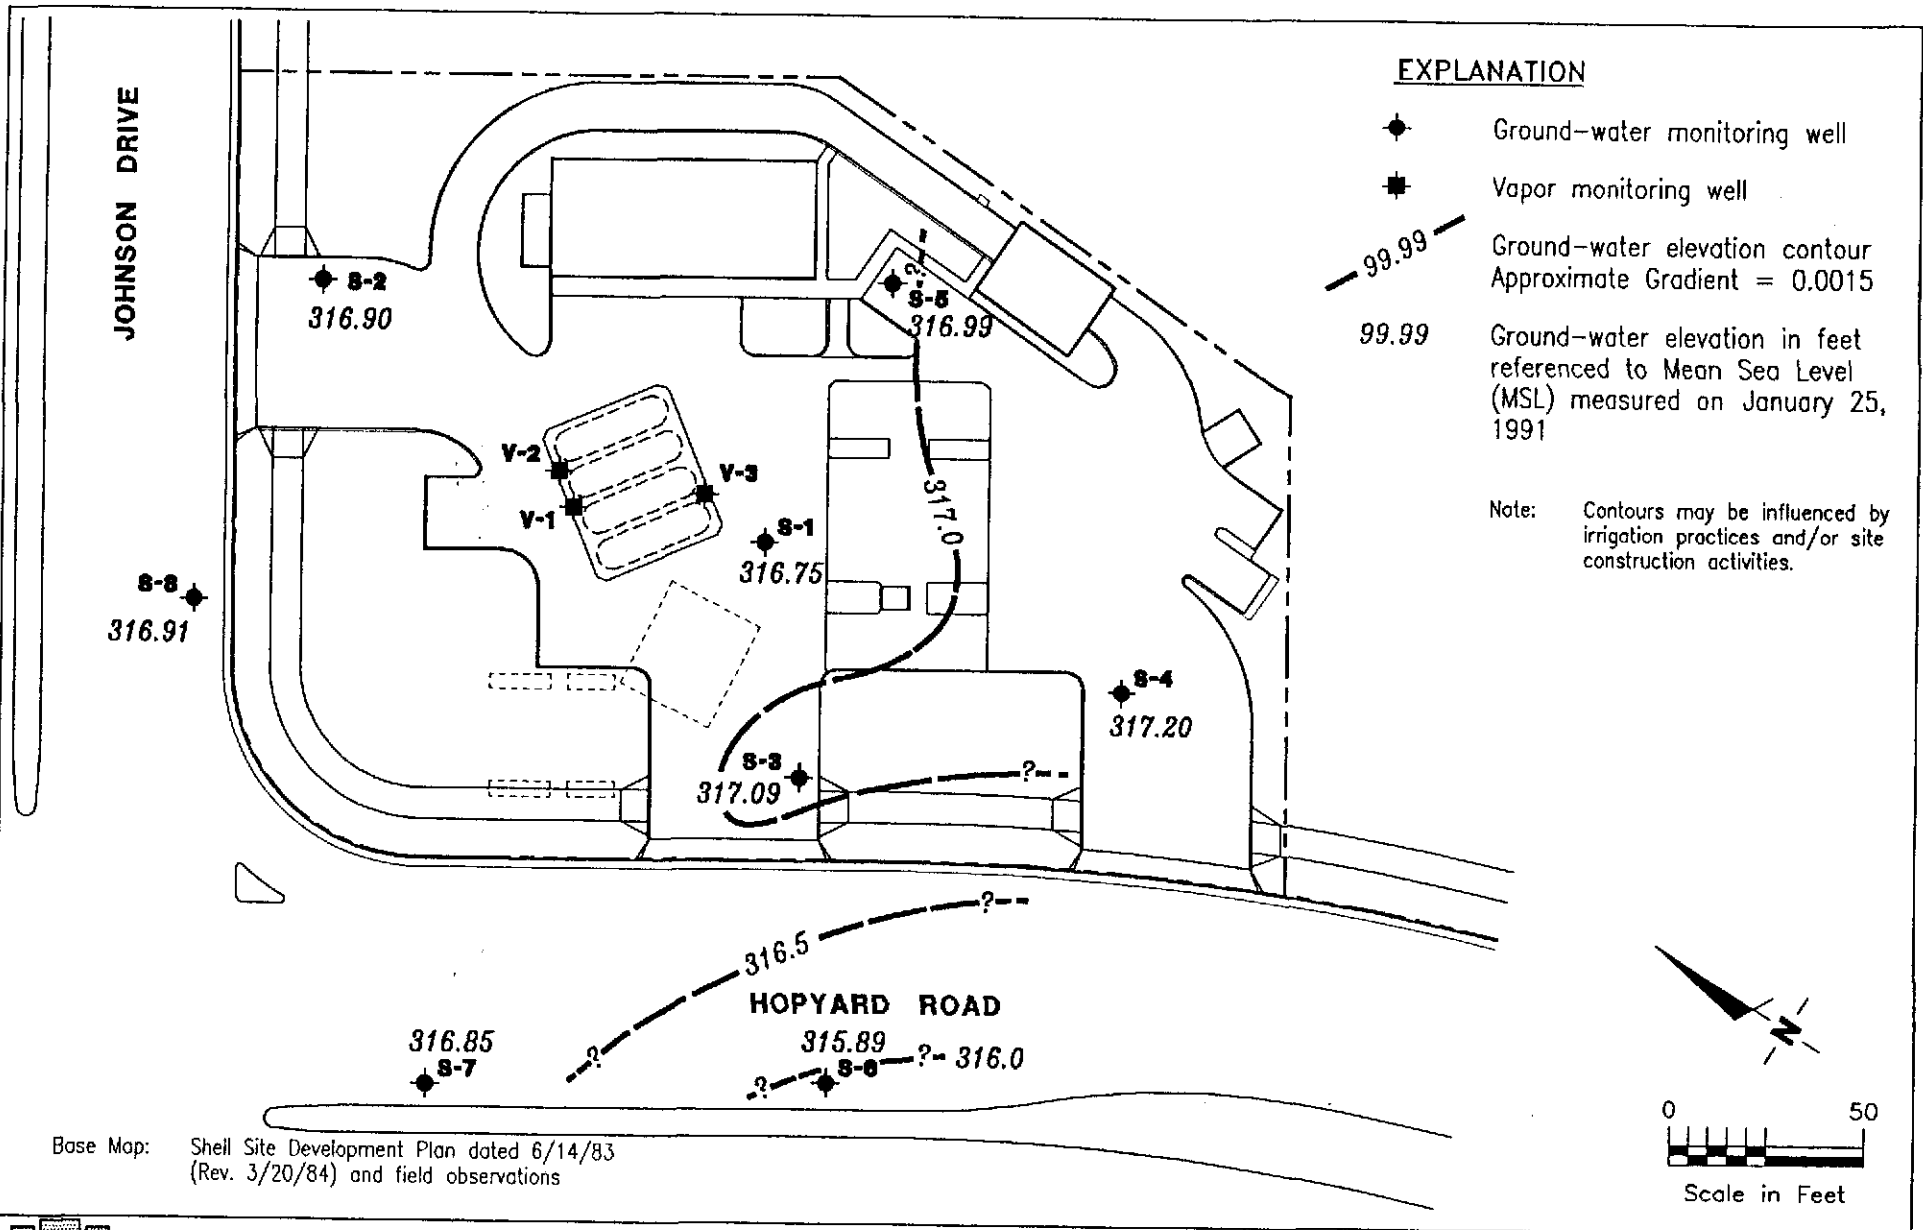 EXPLANATION
Ground-water monitoring well
Vapor monitoring well
99.99
Ground-water elevation contour
Approximate Gradient = 0.0015
99.99
Ground-water elevation in feet
referenced to Mean Sea Level
(MSL) measured on January 25,
1991
Note: Contours may be influenced by
irrigation practices and/or site
construction activities.
JOHNSON DRIVE
S-2
316.90
?
S-5
316.99
V-2
V-3
V-1
S-1
316.75
317.0
S-8
316.91
S-4
317.20
S-3
317.09
?
?
316.5
HOPYARD ROAD
316.85
S-7
?
315.89
S-6
? 316.0
?
N
0 50
Scale in Feet
Base Map: Shell Site Development Plan dated 6/14/83
(Rev. 3/20/84) and field observations